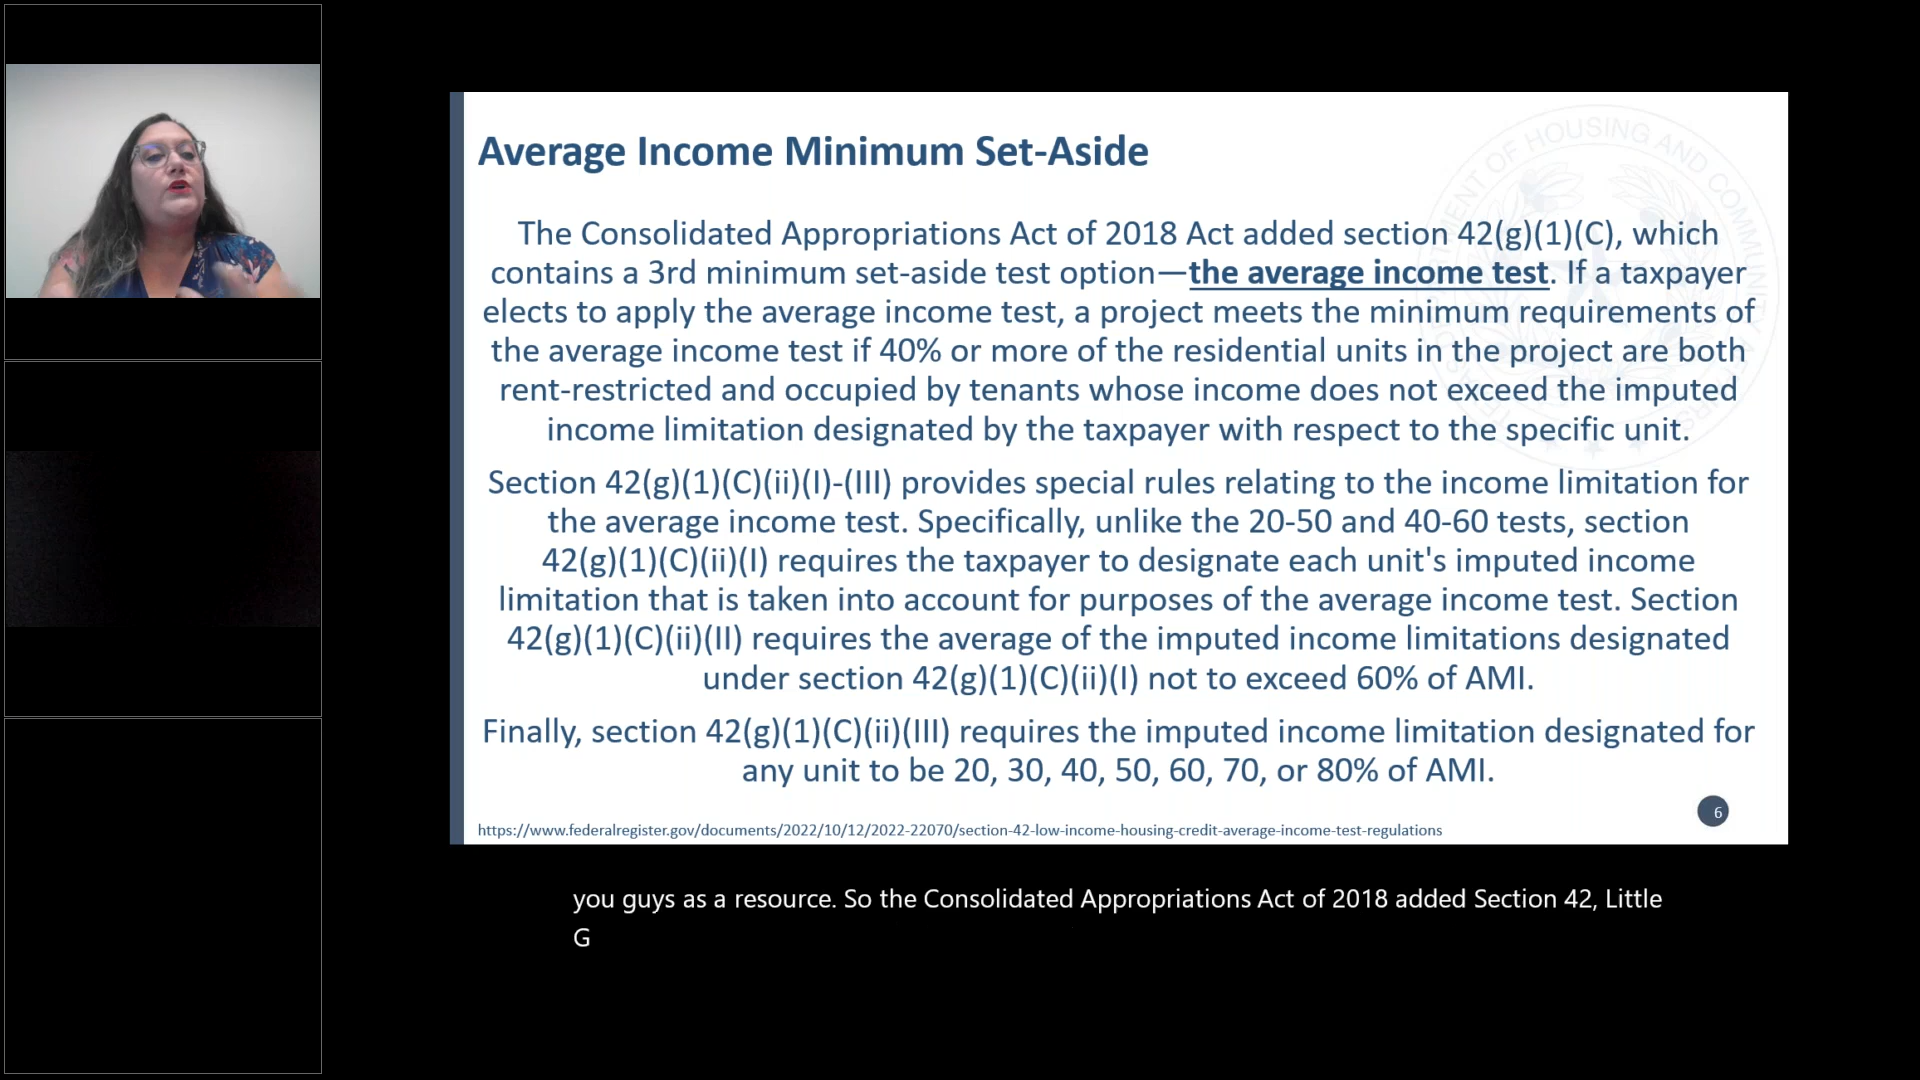 Average Income Minimum Set-Aside
The Consolidated Appropriations Act of 2018 Act added section 42(g)(1)(C), which
contains a 3rd minimum set-aside test option—the average income test. If a taxpayer
elects to apply the average income test, a project meets the minimum requirements of
the average income test if 40% or more of the residential units in the project are both
rent-restricted and occupied by tenants whose income does not exceed the imputed
income limitation designated by the taxpayer with respect to the specific unit.
Section 42(g)(1)(C)(ii)(I)-(III) provides special rules relating to the income limitation for
the average income test. Specifically, unlike the 20-50 and 40-60 tests, section
42(g)(1)(C)(ii)(I) requires the taxpayer to designate each unit's imputed income
limitation that is taken into account for purposes of the average income test. Section
42(g)(1)(C)(ii)(II) requires the average of the imputed income limitations designated
under section 42(g)(1)(C)(ii)(I) not to exceed 60% of AMI.
Finally, section 42(g)(1)(C)(ii)(III) requires the imputed income limitation designated for
any unit to be 20, 30, 40, 50, 60, 70, or 80% of AMI.
6
https://www.federalregister.gov/documents/2022/10/12/2022-22070/section-42-low-income-housing-credit-average-income-test-regulations
you guys as a resource. So the Consolidated Appropriations Act of 2018 added Section 42, Little
G